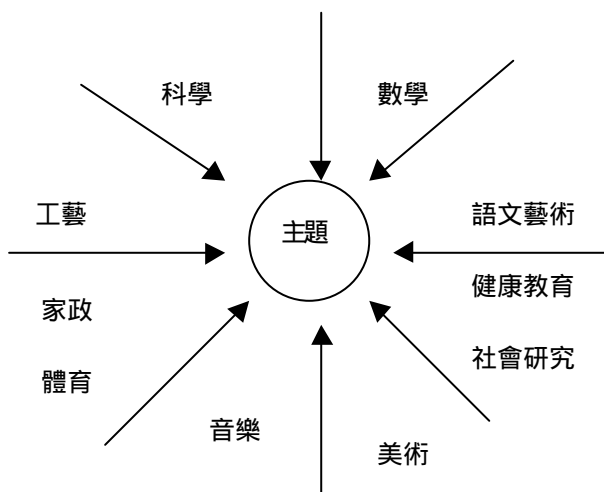 科學
數學
工藝
主題
語文藝術
家政
健康教育
體育
社會研究
音樂
美術